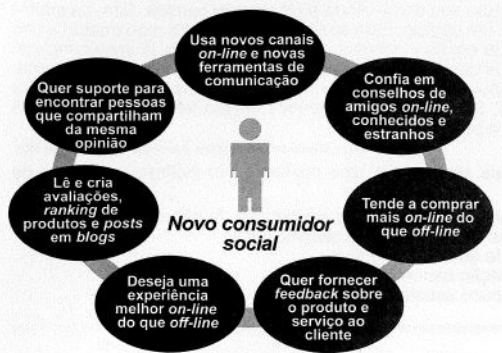 Usa novos canais
on-line e novas
ferramentas de
comunicação
Confia em
conselhos de
amigos on-line,
conhecidos e
estranhos
Tende a comprar
mais on-line do
que off-line
Quer fornecer
feedback sobre
o produto e
serviço ao
cliente
Deseja uma
experiência
melhor on-line
do que off-line
Lê e cria
avaliações,
ranking de
produtos e posts
em blogs
Quer suporte para
encontrar pessoas
que compartilham
da mesma
opinião
Novo consumidor
social